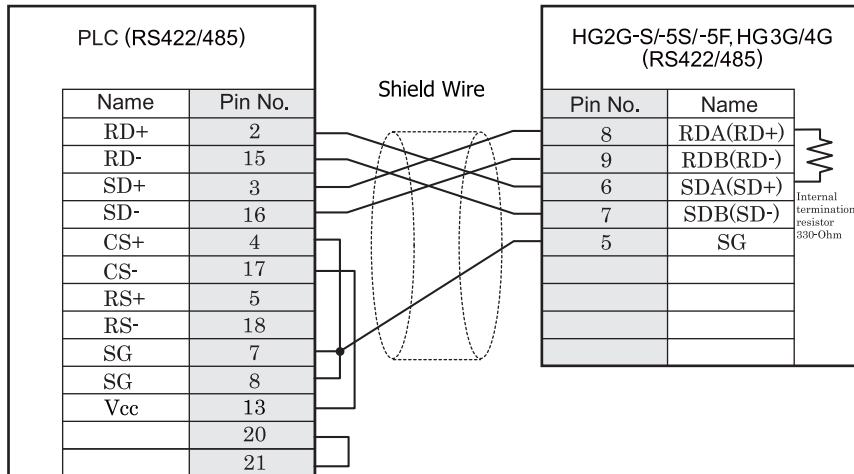 PLC (RS422/485)
Name Pin No.
RD+ 2
RD- 15
SD+ 3
SD- 16
CS+ 4
CS- 17
RS+ 5
RS- 18
SG 7
SG 8
Vcc 13
20
21
Shield Wire
HG2G-S/-5S/-5F, HG3G/4G
(RS422/485)
Pin No. Name
8 RDA(RD+)
9 RDB(RD-)
6 SDA(SD+)
7 SDB(SD-)
5 SG
Internal
termination
resistor
330-Ohm